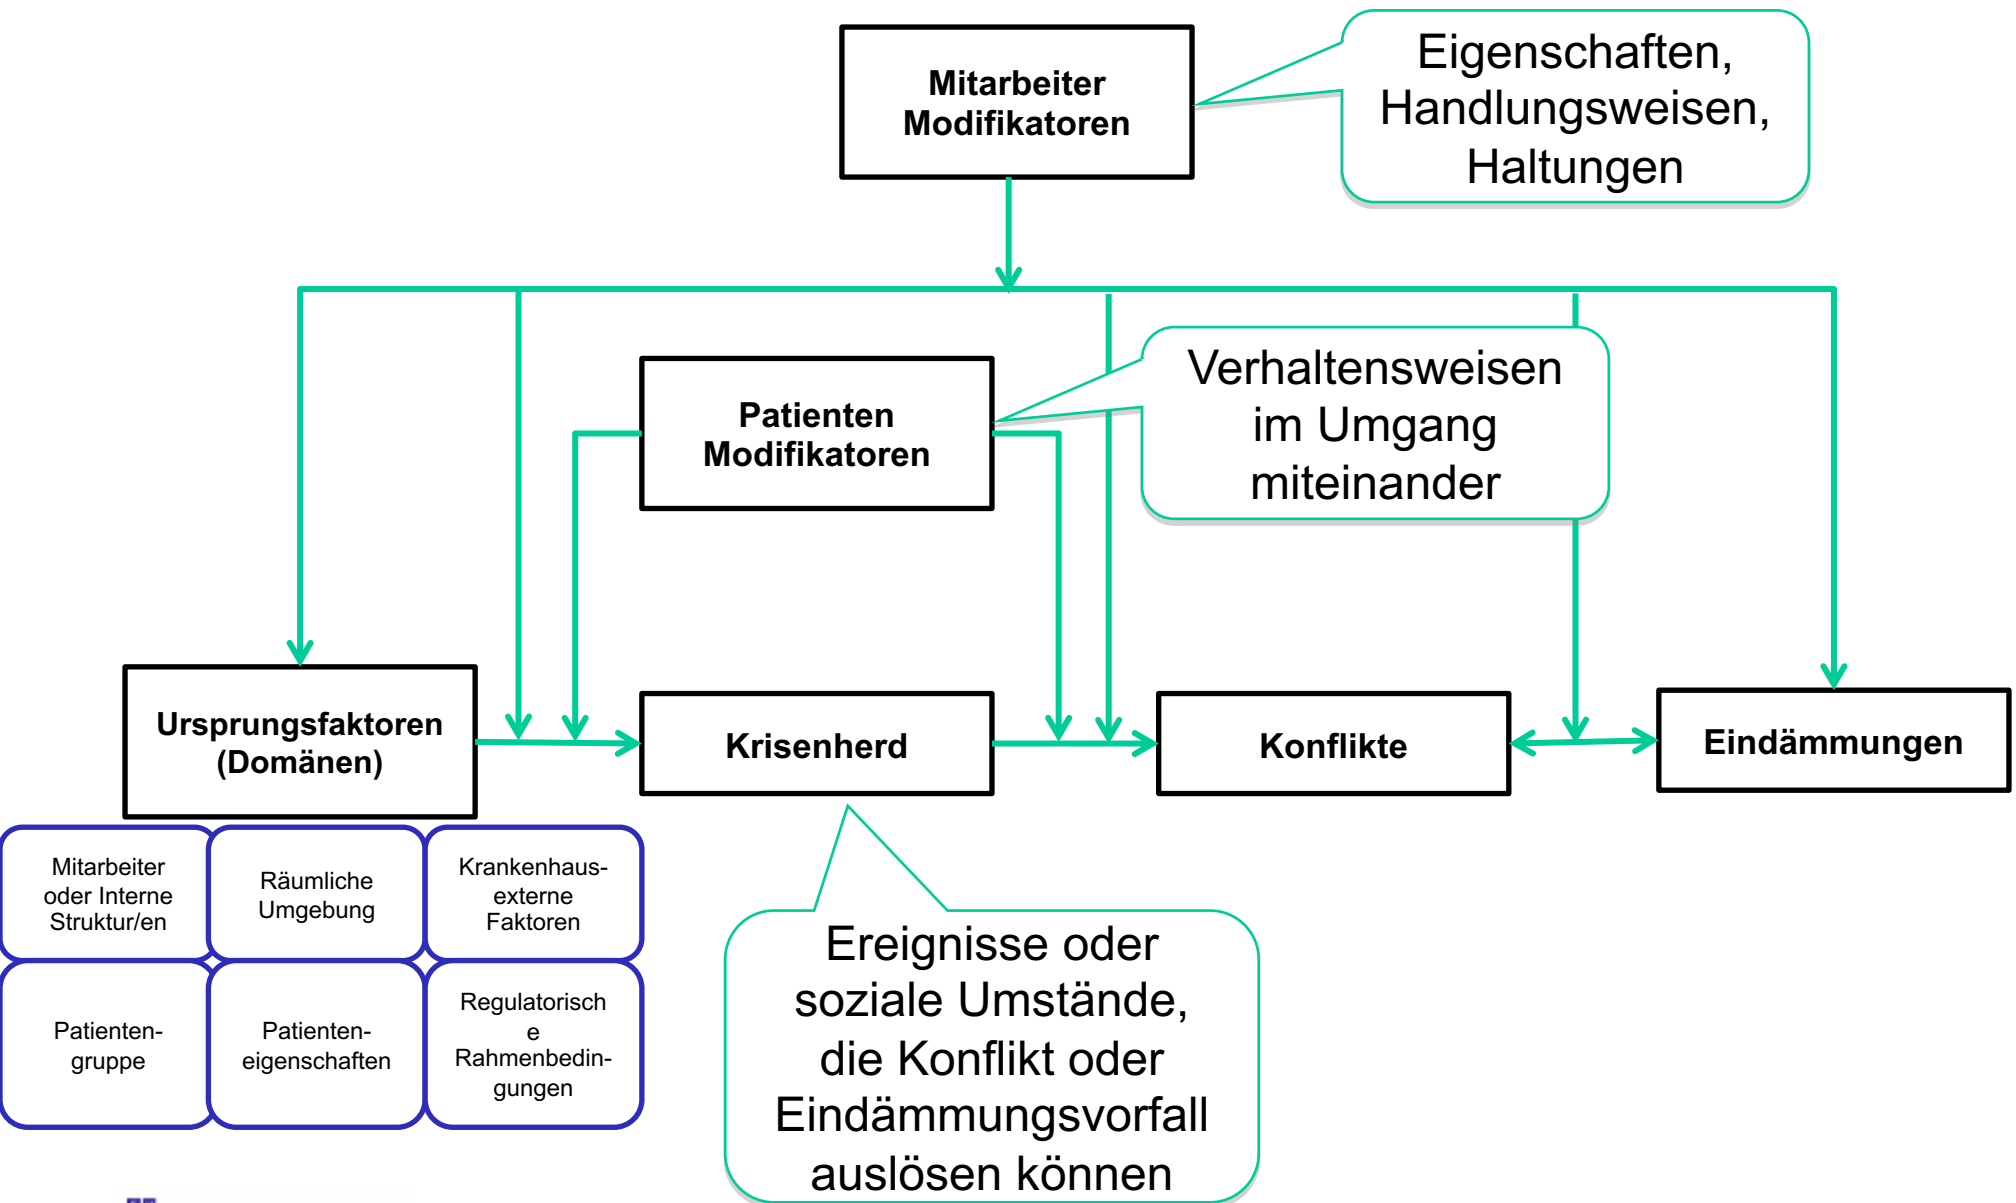 Mitarbeiter
Modifikatoren
Eigenschaften,
Handlungsweisen,
Haltungen
Patienten
Modifikatoren
Verhaltensweisen
im Umgang
miteinander
Ursprungsfaktoren
(Domänen)
Krisenherd
Konflikte
Eindämmungen
Mitarbeiter
oder Interne
Struktur/en
Räumliche
Umgebung
Krankenhaus-
externe
Faktoren
Patienten-
gruppe
Patienten-
eigenschaften
Regulatorisch
e
Rahmenbedin-
gungen
Ereignisse oder
soziale Umstände,
die Konflikt oder
Eindämmungsvorfall
auslösen können